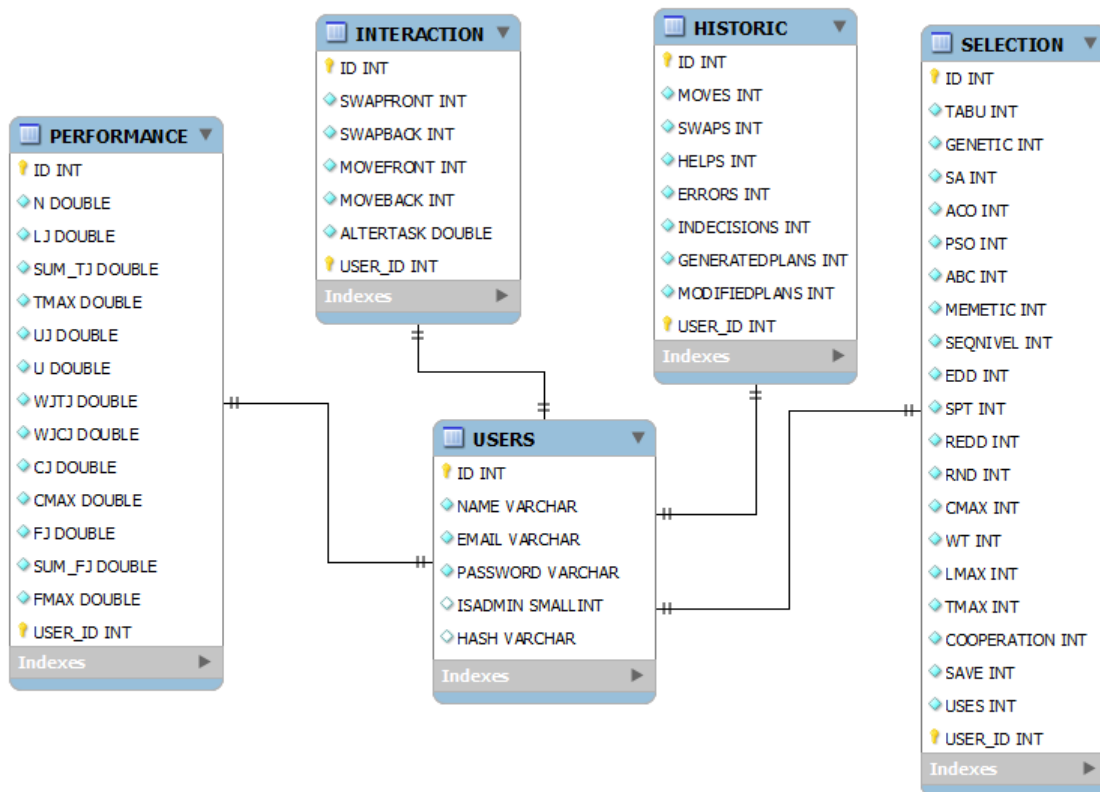 PERFORMANCE
ID INT
N DOUBLE
LJ DOUBLE
SUM_TJ DOUBLE
TMAX DOUBLE
UJ DOUBLE
U DOUBLE
WJTJ DOUBLE
WJCJ DOUBLE
CJ DOUBLE
CMAX DOUBLE
FJ DOUBLE
SUM_FJ DOUBLE
FMAX DOUBLE
USER_ID INT
Indexes
INTERACTION
ID INT
SWAPFRONT INT
SWAPBACK INT
MOVEFRONT INT
MOVEBACK INT
ALTERTASK DOUBLE
USER_ID INT
Indexes
USERS
ID INT
NAME VARCHAR
EMAIL VARCHAR
PASSWORD VARCHAR
ISADMIN SMALLINT
HASH VARCHAR
Indexes
HISTORIC
ID INT
MOVES INT
SWAPS INT
HELPS INT
ERRORS INT
INDECISIONS INT
GENERATEDPLANS INT
MODIFIEDPLANS INT
USER_ID INT
Indexes
SELECTION
ID INT
TABU INT
GENETIC INT
SA INT
ACO INT
PSO INT
ABC INT
MEMETIC INT
SEQNIVEL INT
EDD INT
SPT INT
REDD INT
RND INT
CMAX INT
WT INT
LMAX INT
TMAX INT
COOPERATION INT
SAVE INT
USES INT
USER_ID INT
Indexes